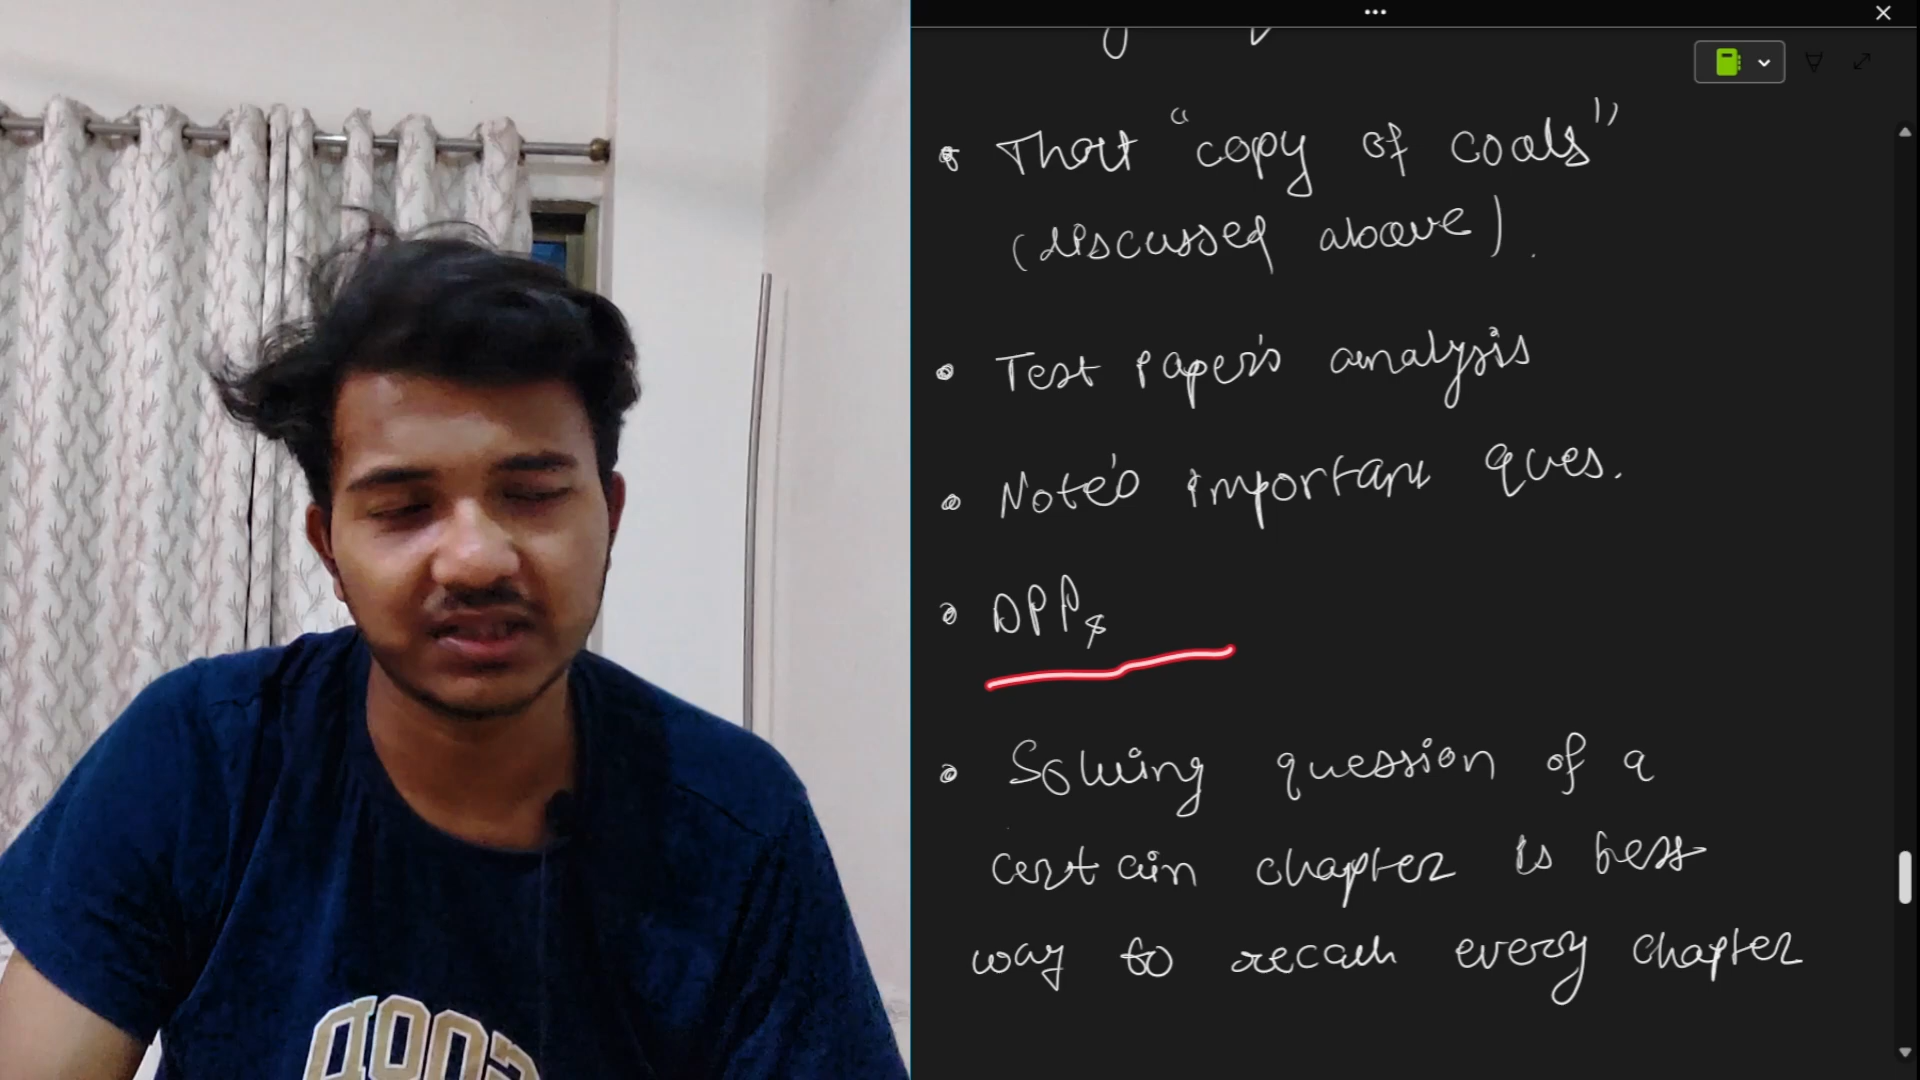 • That "copy of coals"
(discussed above).
• Test Paper's analysis
• Note's important ques.
• DPPs
• Solving question of a
certain chapter is best
way to recall every chapter